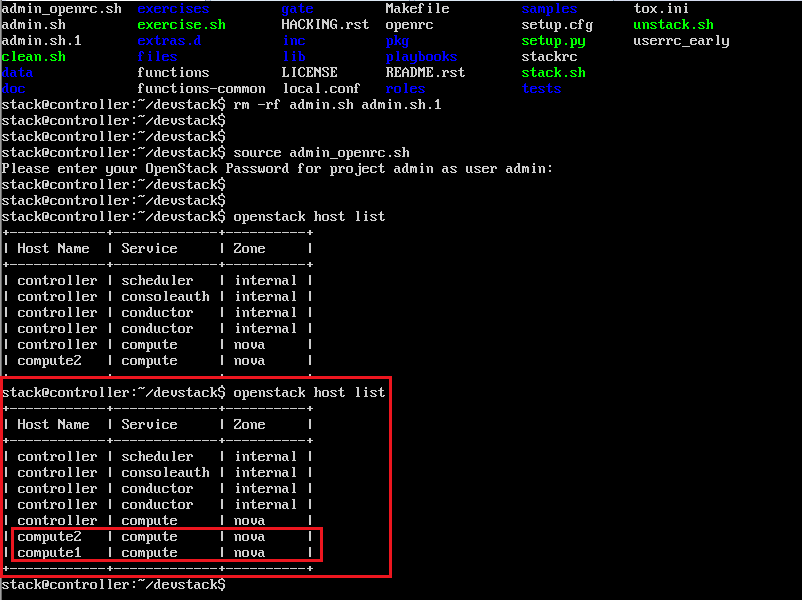 admin_openrc.sh  exercises         gate         Makefile      samples      tox.ini
admin.sh         exercise.sh       HACKING.rst  openrc        setup.cfg    unstack.sh
admin.sh.1       extras.d          inc          pkg           setup.py     userrc_early
clean.sh         files             lib          playbooks     stackrc
data             functions         LICENSE      README.rst    stack.sh
doc              functions-common  local.conf   roles         tests
stack@controller:~/devstack$ rm -rf admin.sh admin.sh.1
stack@controller:~/devstack$
stack@controller:~/devstack$
stack@controller:~/devstack$ source admin_openrc.sh
Please enter your OpenStack Password for project admin as user admin:
stack@controller:~/devstack$
stack@controller:~/devstack$
stack@controller:~/devstack$ openstack host list
+------------+-------------+----------+
| Host Name  | Service     | Zone     |
+------------+-------------+----------+
| controller | scheduler   | internal |
| controller | consoleauth | internal |
| controller | conductor   | internal |
| controller | conductor   | internal |
| controller | compute     | nova     |
| compute2   | compute     | nova     |
+------------+-------------+----------+
stack@controller:~/devstack$ openstack host list
+------------+-------------+----------+
| Host Name  | Service     | Zone     |
+------------+-------------+----------+
| controller | scheduler   | internal |
| controller | consoleauth | internal |
| controller | conductor   | internal |
| controller | conductor   | internal |
| controller | compute     | nova     |
| compute2   | compute     | nova     |
| compute1   | compute     | nova     |
+------------+-------------+----------+
stack@controller:~/devstack$